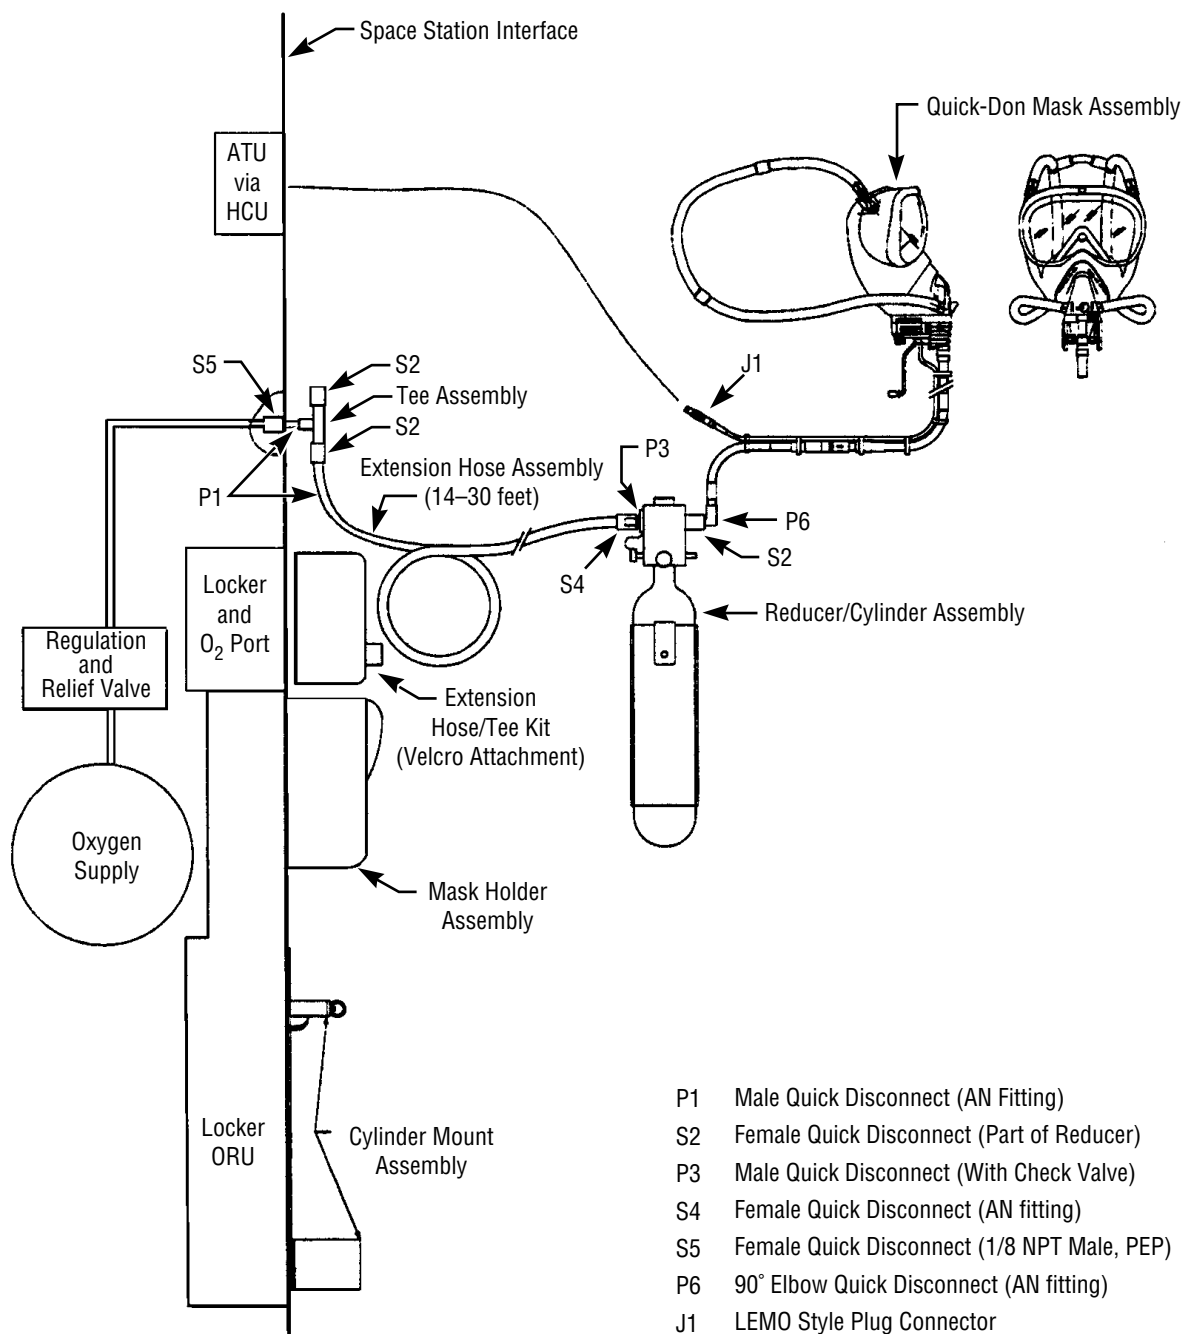 Space Station Interface
Quick-Don Mask Assembly
ATU
via
HCU
S5
S2
Tee Assembly
S2
J1
P1
Extension Hose Assembly
(14–30 feet)
P3
P6
S4
S2
Locker
and
O2 Port
Reducer/Cylinder Assembly
Regulation
and
Relief Valve
Extension
Hose/Tee Kit
(Velcro Attachment)
Oxygen
Supply
Mask Holder
Assembly
Locker
ORU
Cylinder Mount
Assembly
P1 Male Quick Disconnect (AN Fitting)
S2 Female Quick Disconnect (Part of Reducer)
P3 Male Quick Disconnect (With Check Valve)
S4 Female Quick Disconnect (AN fitting)
S5 Female Quick Disconnect (1/8 NPT Male, PEP)
P6 90° Elbow Quick Disconnect (AN fitting)
J1 LEMO Style Plug Connector